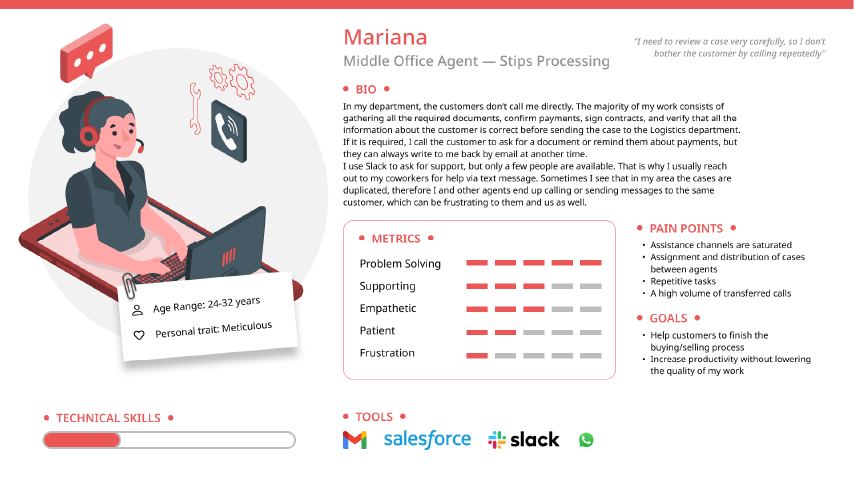 Mariana
Middle Office Agent — Stips Processing
"I need to review a case very carefully, so I don't
bother the customer by calling repeatedly"
BIO
In my department, the customers don't call me directly. The majority of my work consists of
gathering all the required documents, confirm payments, sign contracts, and verify that all the
information about the customer is correct before sending the case to the Logistics department.
If it is required, I call the customer to ask for a document or remind them about payments, but
they can always write to me back by email at another time.
I use Slack to ask for support, but only a few people are available. That is why I usually reach
out to my coworkers for help via text message. Sometimes I see that in my area the cases are
duplicated, therefore I and other agents end up calling or sending messages to the same
customer, which can be frustrating to them and us as well.
Age Range: 24-32 years
Personal trait: Meticulous
METRICS
Problem Solving
Supporting
Empathetic
Patient
Frustration
PAIN POINTS
• Assistance channels are saturated
• Assignment and distribution of cases
between agents
• Repetitive tasks
• A high volume of transferred calls
GOALS
• Help customers to finish the
buying/selling process
• Increase productivity without lowering
the quality of my work
TECHNICAL SKILLS
TOOLS
salesforce
slack